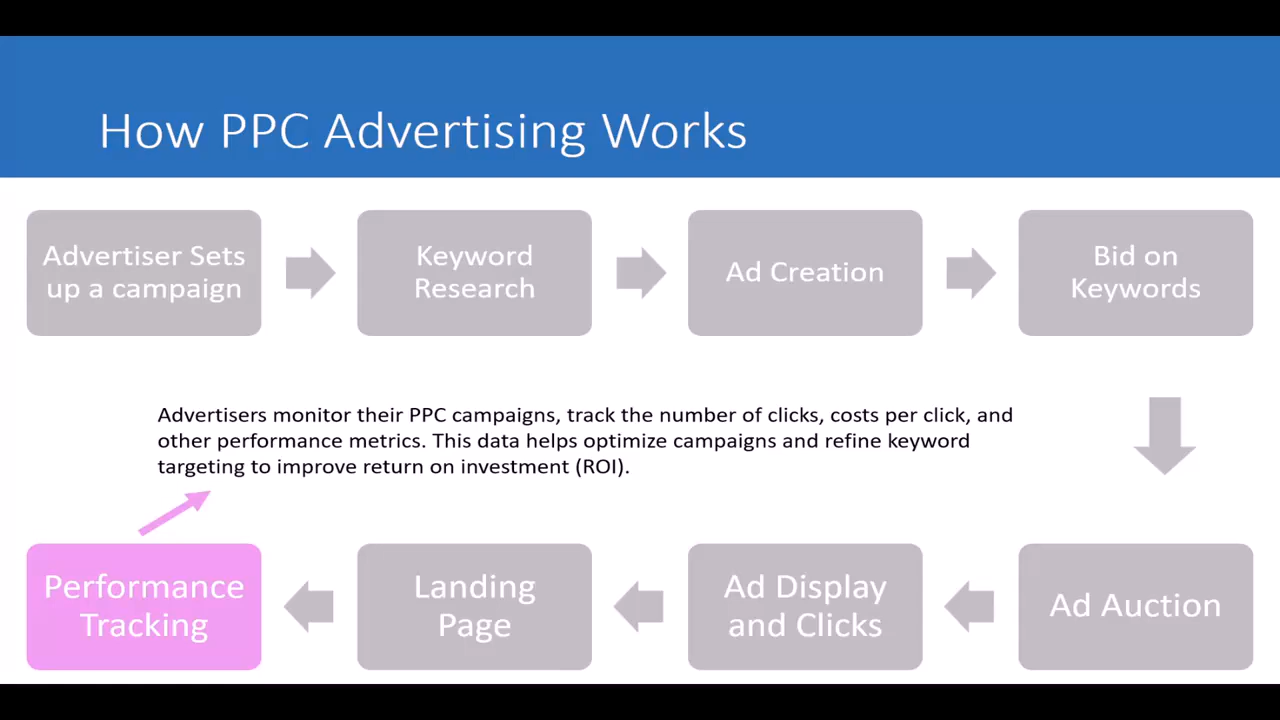 How PPC Advertising Works
Advertiser Sets
up a campaign
Keyword
Research
Ad Creation
Bid on
Keywords
Advertisers monitor their PPC campaigns, track the number of clicks, costs per click, and
other performance metrics. This data helps optimize campaigns and refine keyword
targeting to improve return on investment (ROI).
Performance
Tracking
Landing
Page
Ad Display
and Clicks
Ad Auction